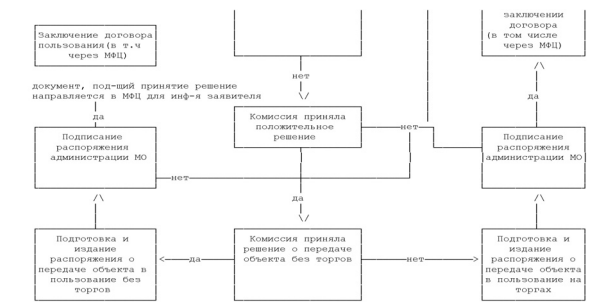 Заключение договора
пользования(в т.ч
через МФЦ)
заключении
договора
(в том числе
через МФЦ)
нет
документ, под-щий принятие решение
направляется в МФЦ для инф-я заявителя
да
да
Подписание
распоряжения
администрации МО
Комиссия приняла
положительное
решение
нет
Подписание
распоряжения
администрации МО
нет
да
Подготовка и
издание
распоряжения о
передаче объекта в
пользование без
торгов
да
Комиссия приняла
решение о передаче
объекта без торгов
нет
Подготовка и
издание
распоряжения о
передаче объекта
в пользование на
торгах